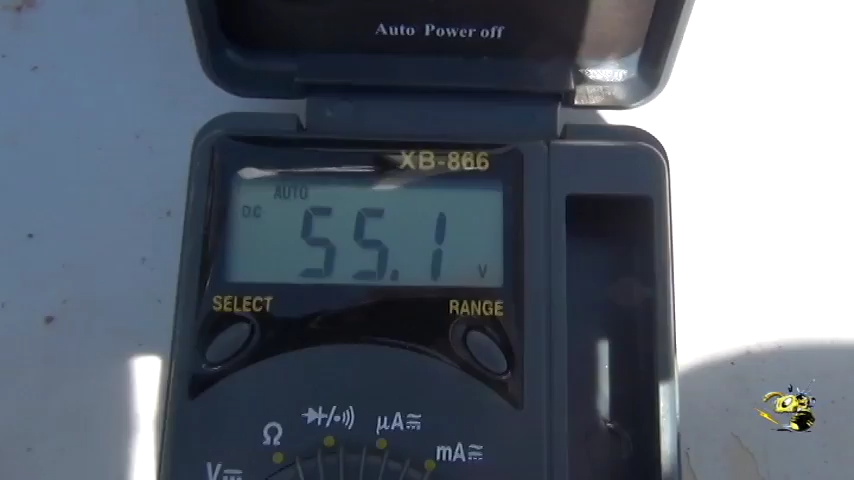 Auto Power off
XB-866
AUTO
DC
55.1
V
SELECT
RANGE
Ω
µA
mA
V